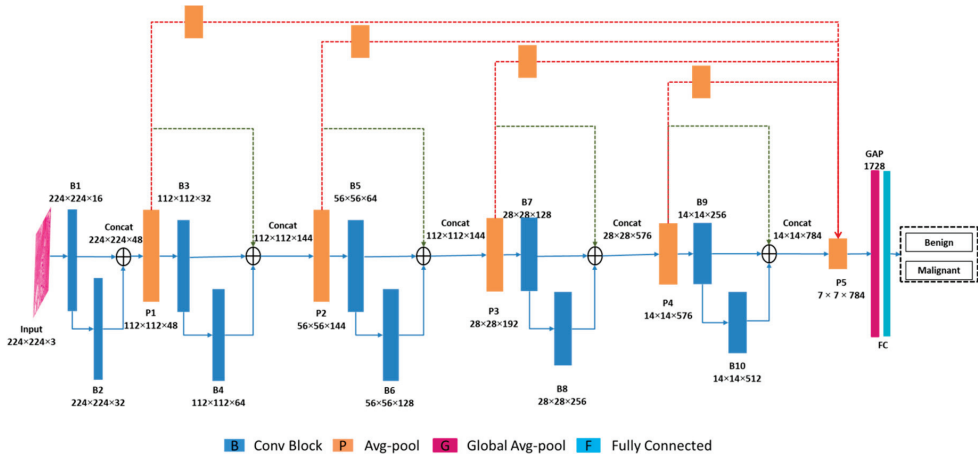 B1
224×224×16
B3
112×112×32
B5
56×56×64
B7
28×28×128
B9
14×14×256
GAP
1728
Concat
224×224×48
Concat
112×112×144
Concat
112×112×144
Concat
28×28×576
Concat
14×14×784
Benign
Malignant
Input
224×224×3
P1
112×112×48
P2
56×56×144
P3
28×28×192
P4
14×14×576
P5
7 × 7 × 784
FC
B2
224×224×32
B4
112×112×64
B6
56×56×128
B8
28×28×256
B10
14×14×512
B Conv Block P Avg-pool G Global Avg-pool F Fully Connected